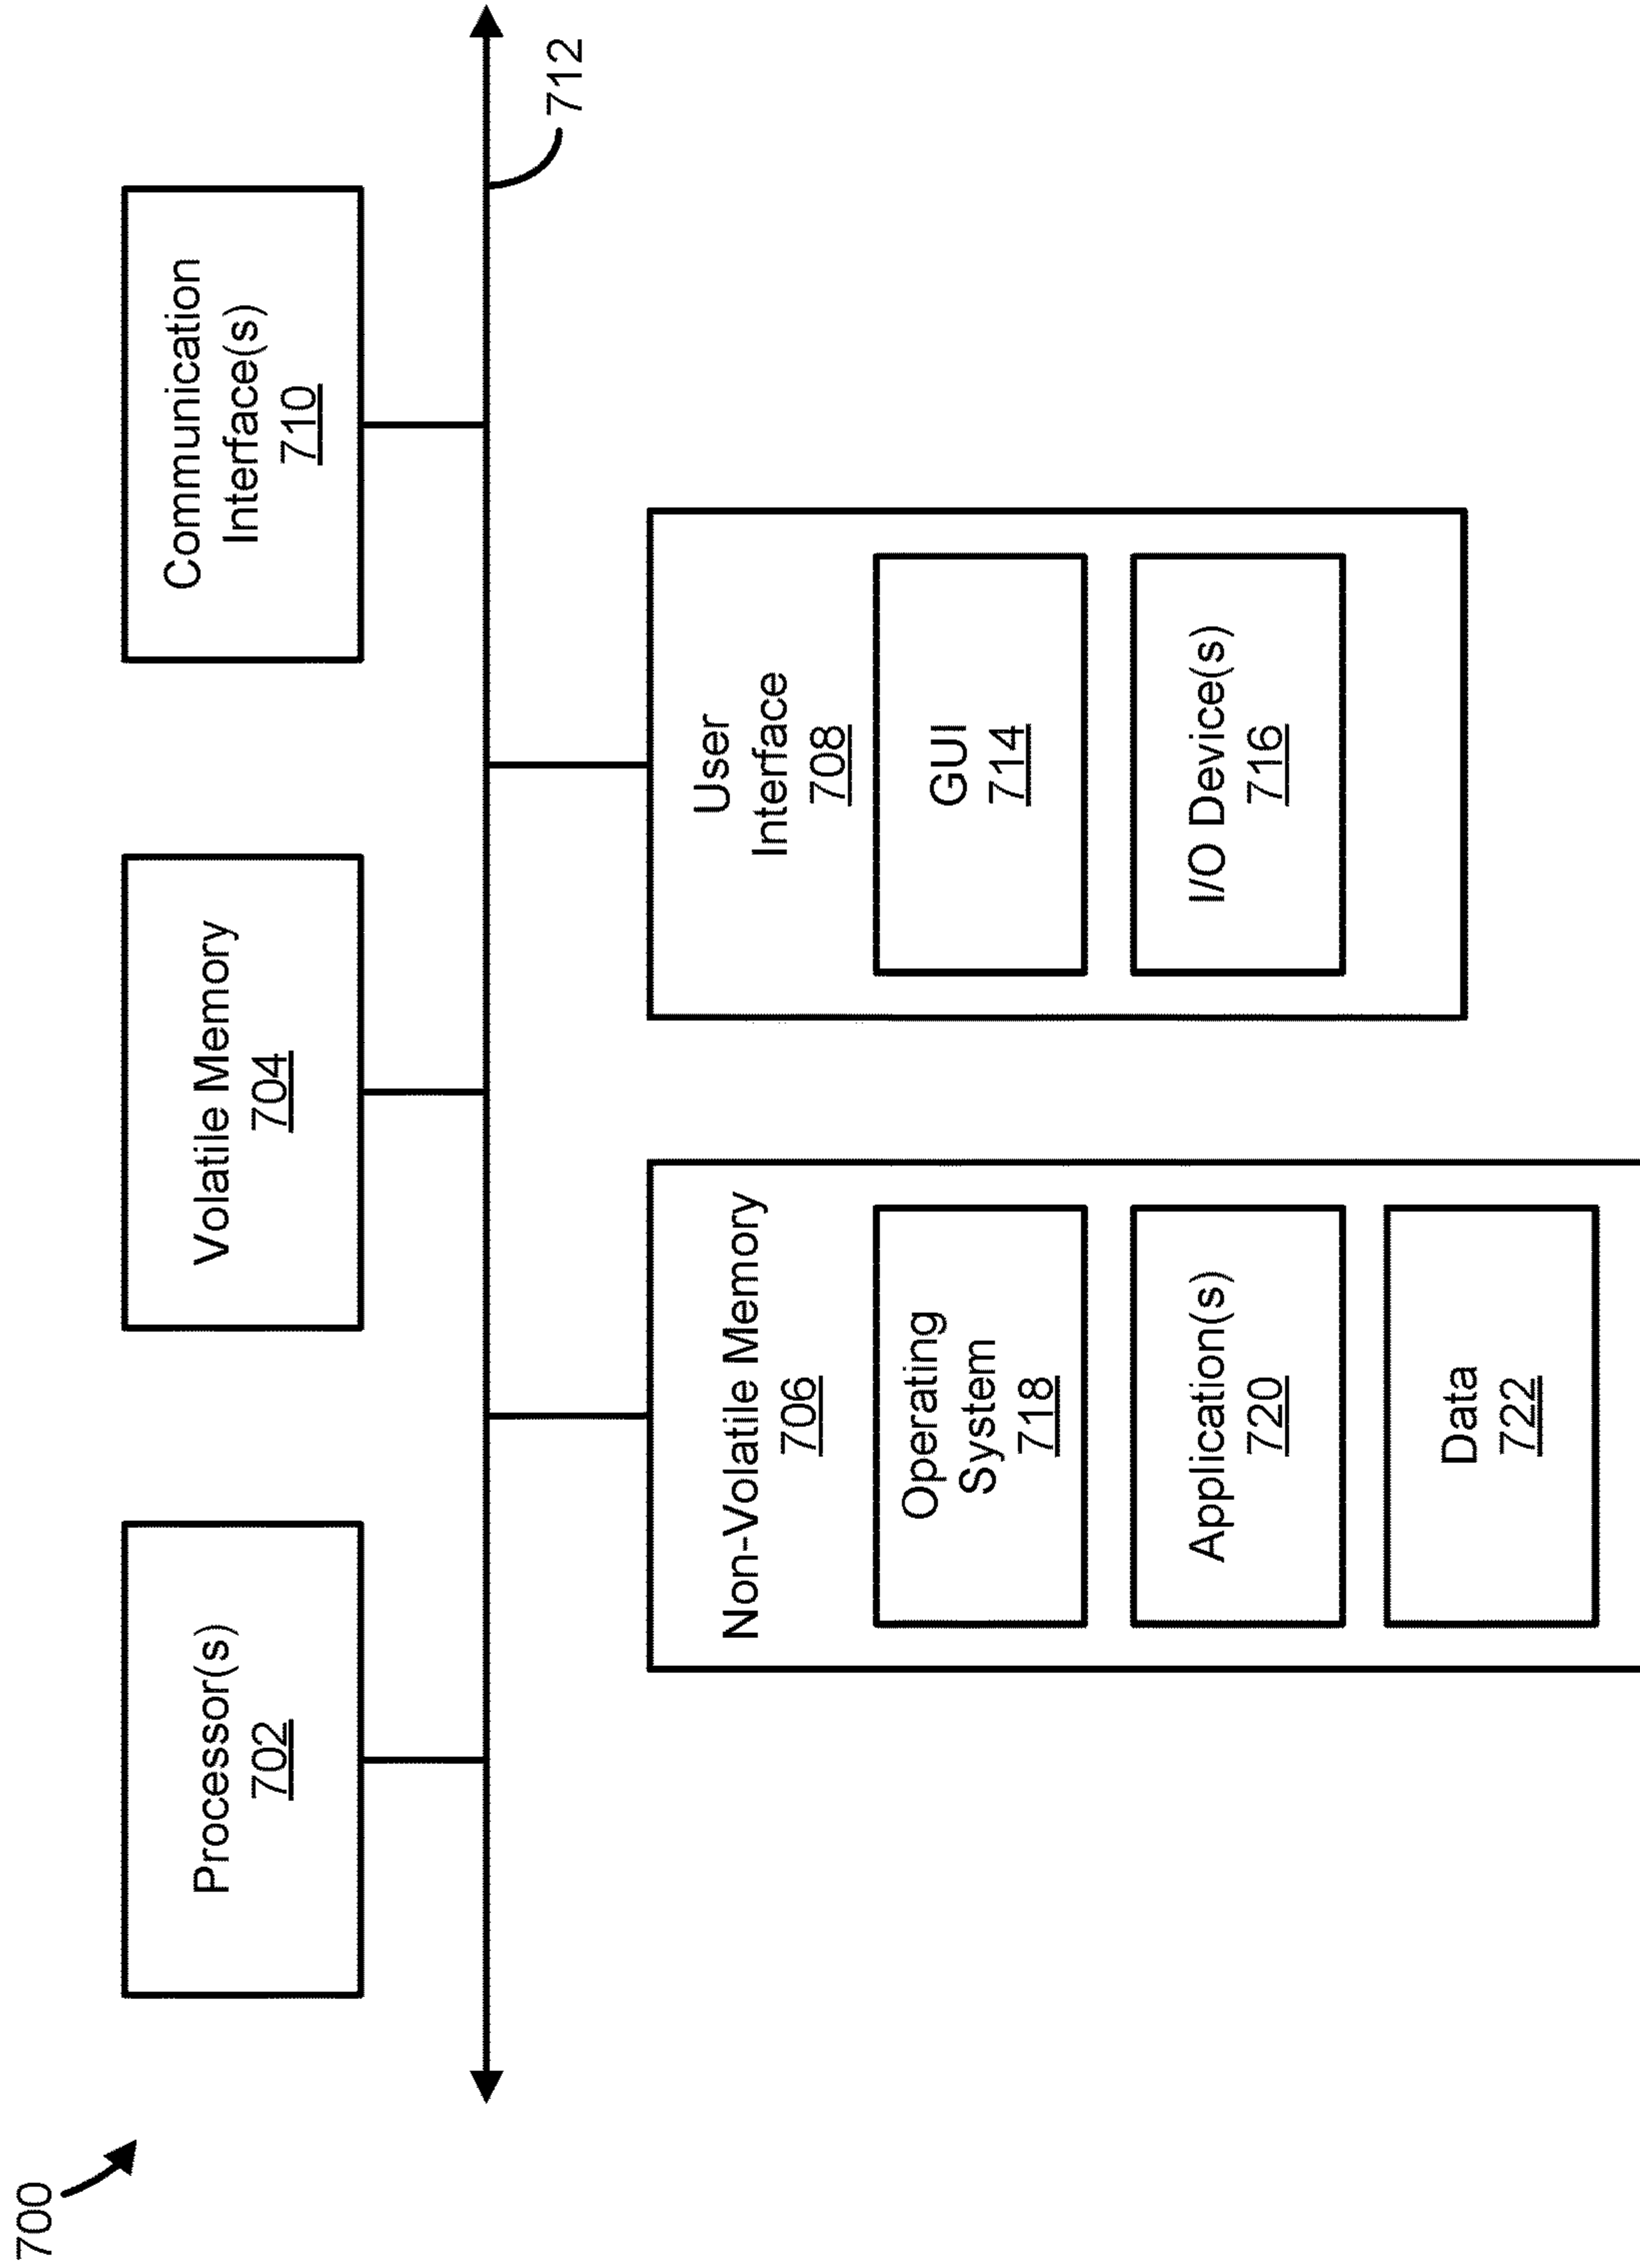 700
Processor(s)
702
Volatile Memory
704
Communication
Interface(s)
710
712
Non-Volatile Memory
706
Operating
System
718
Application(s)
720
Data
722
User
Interface
708
GUI
714
I/O Device(s)
716